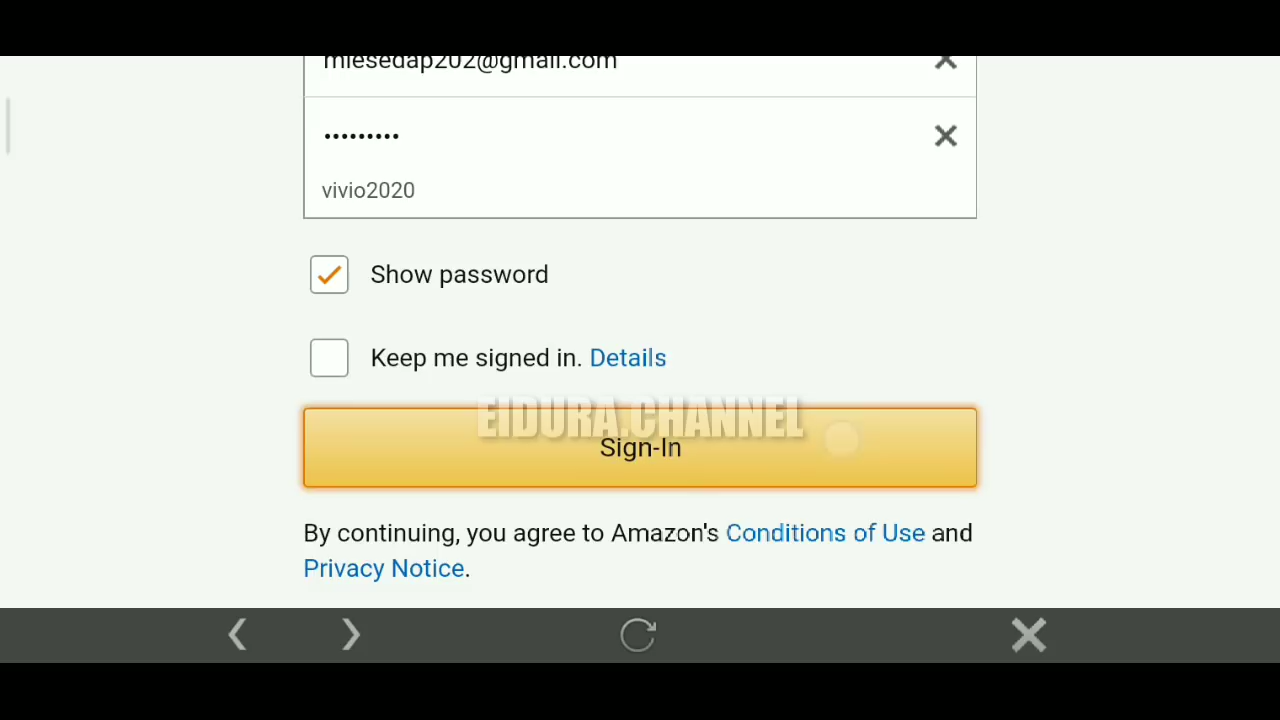 •••••••••
vivio2020
Show password
Keep me signed in. Details
EIDURA.CHANNEL
Sign-In
By continuing, you agree to Amazon's Conditions of Use and
Privacy Notice.